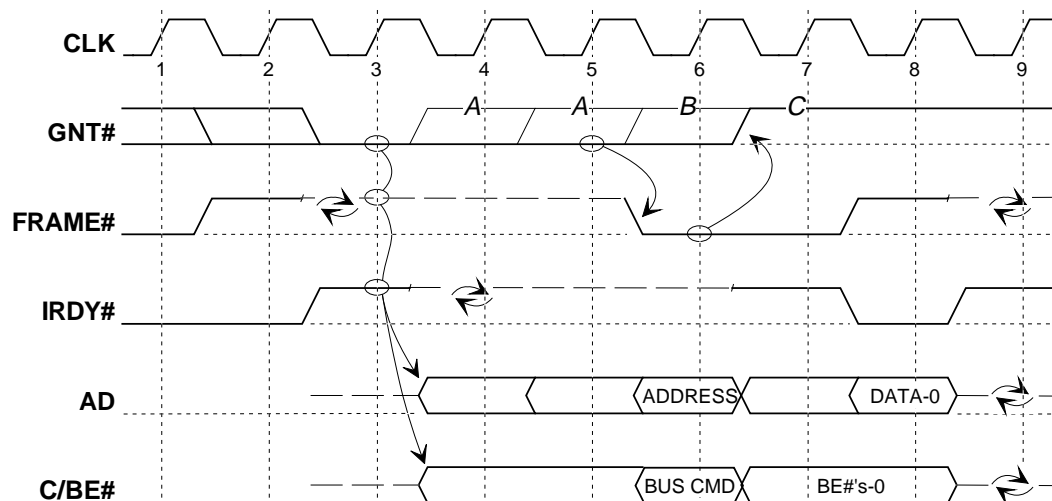 CLK
1 2 3 4 5 6 7 8 9
GNT# A A B C
FRAME#
IRDY#
AD ADDRESS DATA-0
C/BE# BUS CMD BE#'s-0